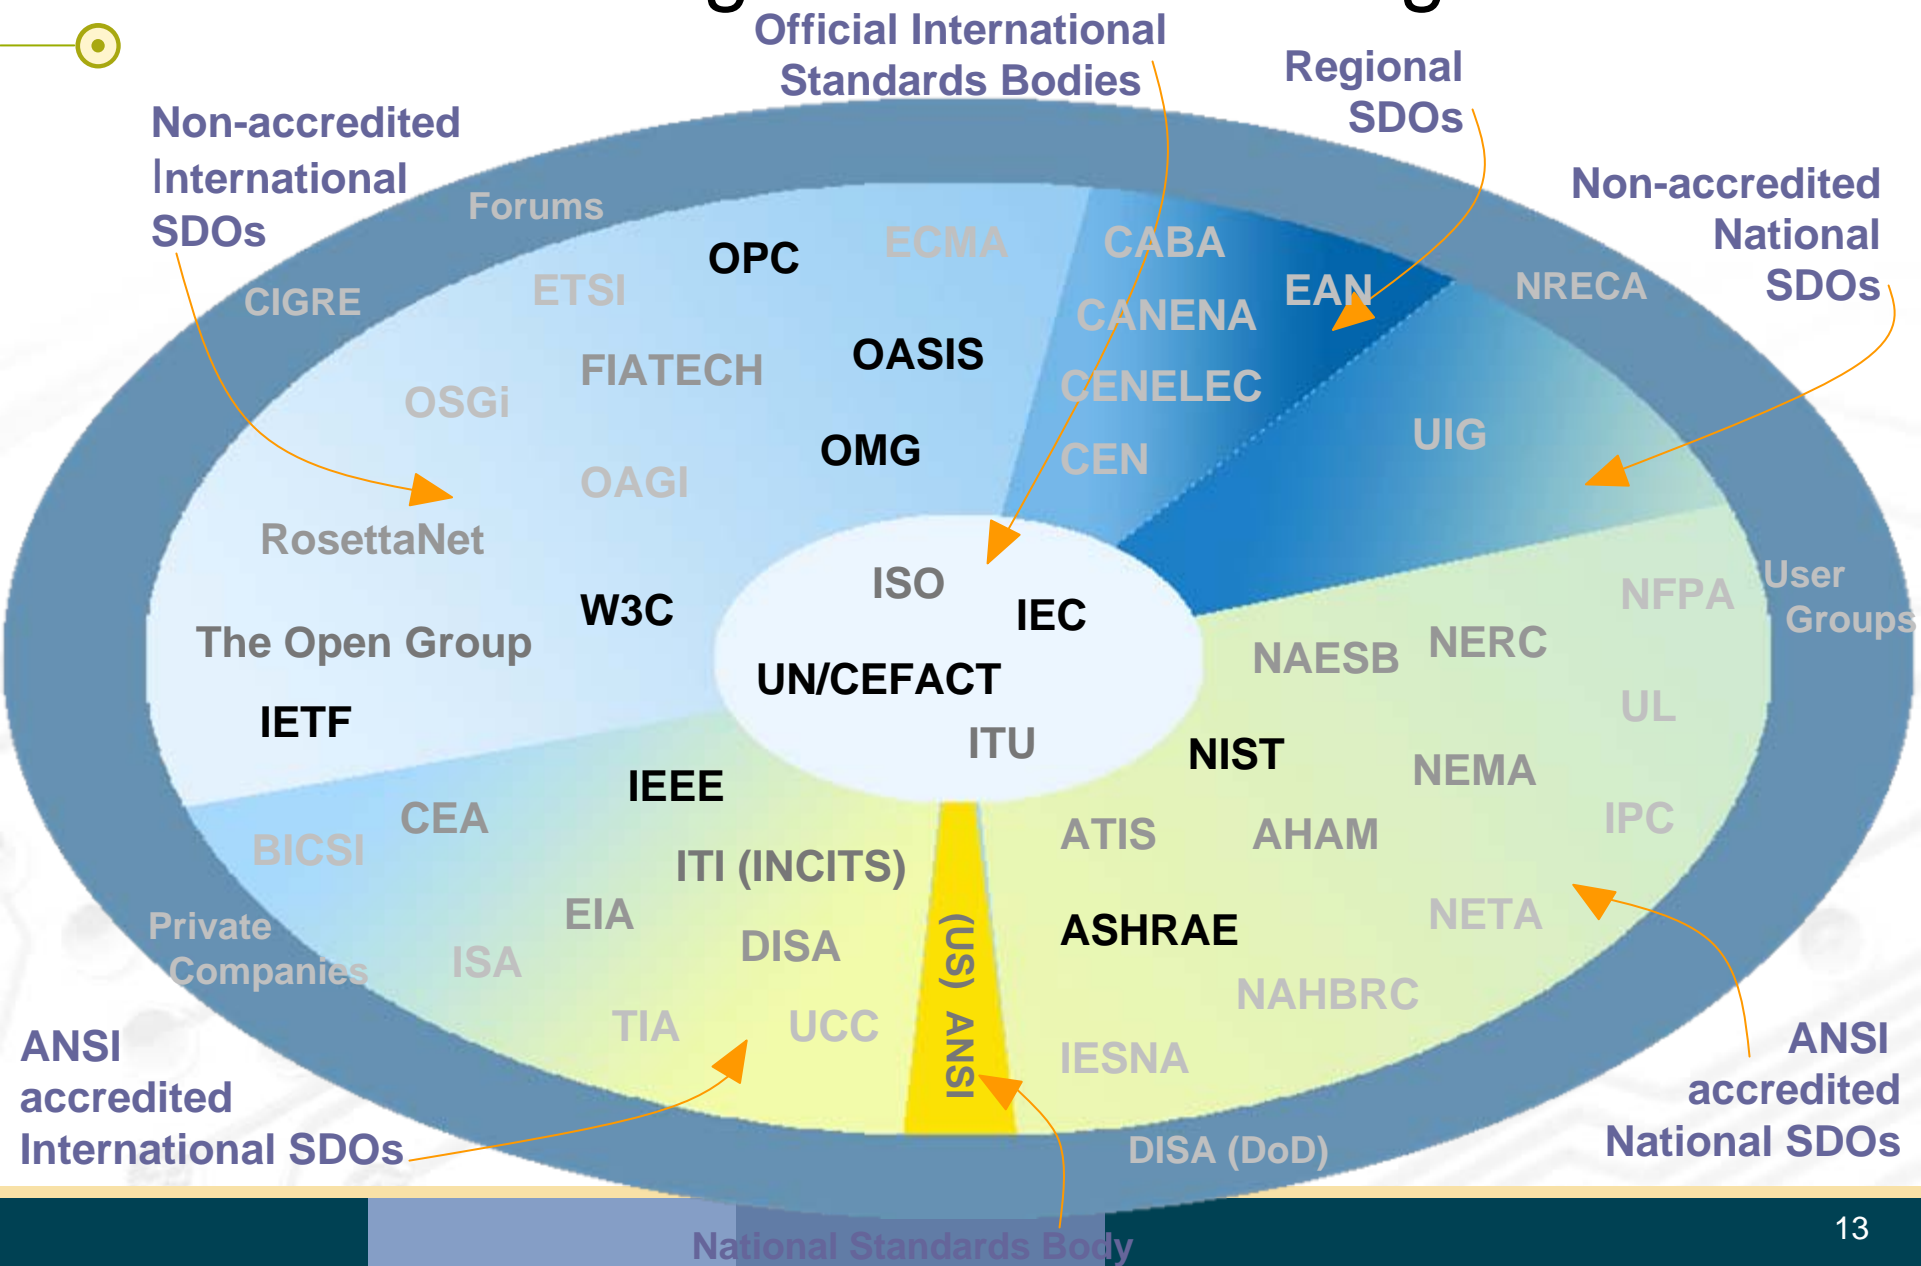 Official International
Standards Bodies
Regional
SDOs
Non-accredited
International
SDOs
Non-accredited
National
SDOs
Forums
CIGRE
NRECA
OPC
ECMA
CABA
ETSI
EAN
CANENA
FIATECH
OASIS
CENELEC
OSGi
OMG
CEN
UIG
OAGI
RosettaNet
ISO
W3C
IEC
The Open Group
UN/CEFACT
IETF
ITU
User
Groups
NFPA
NAESB
NERC
UL
NIST
NEMA
IEEE
CEA
BICSI
ITI (INCITS)
ATIS
AHAM
IPC
EIA
DISA
ISA
TIA
UCC
(US) ANSI
ASHRAE
NETA
NAHBRC
IESNA
Private
Companies
DISA (DoD)
ANSI
accredited
International SDOs
ANSI
accredited
National SDOs
National Standards Body
13